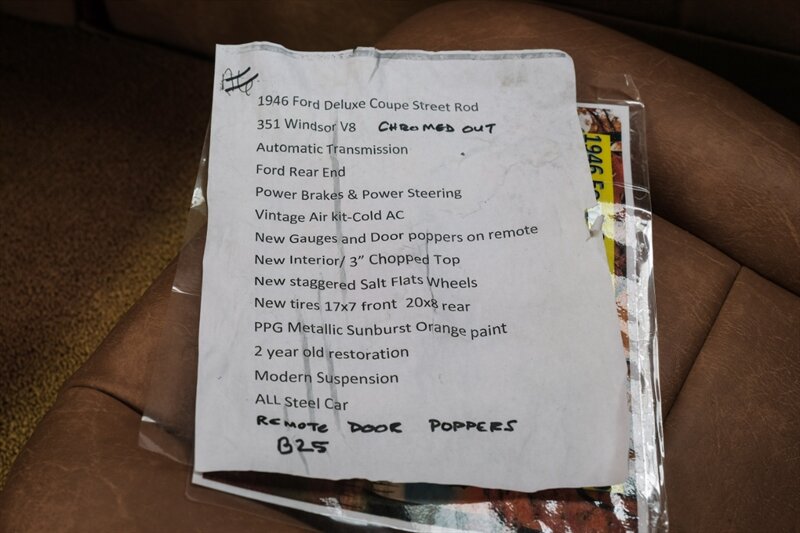 1946 Ford Deluxe Coupe Street Rod
351 Windsor V8 CHROMED OUT
Automatic Transmission
Ford Rear End
Power Brakes & Power Steering
Vintage Air kit-Cold AC
New Gauges and Door poppers on remote
New Interior/ 3” Chopped Top
New staggered Salt Flats Wheels
New tires 17x7 front 20x8 rear
PPG Metallic Sunburst Orange paint
2 year old restoration
Modern Suspension
ALL Steel Car
REMOTE DOOR POPPERS
B25
1946